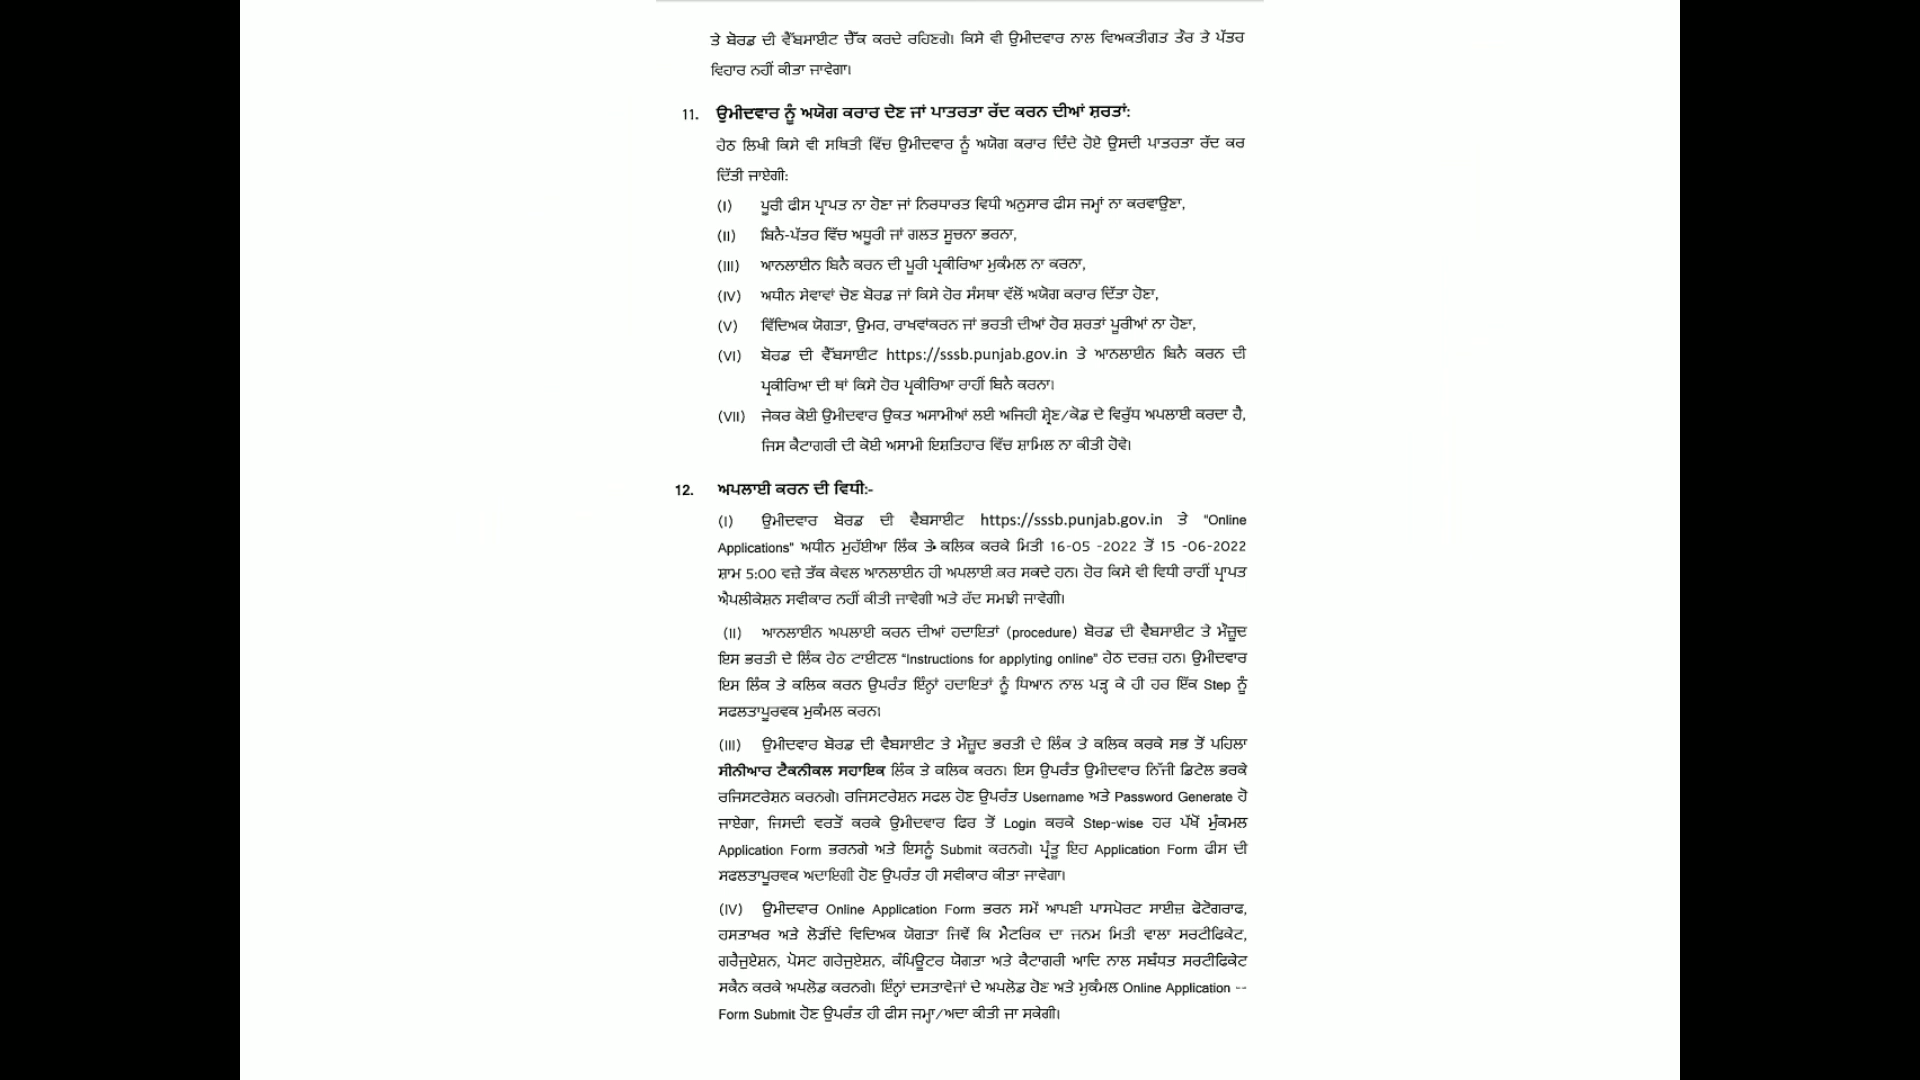 ਤੇ ਬੋਰਡ ਦੀ ਵੈੱਬਸਾਈਟ ਚੈੱਕ ਕਰਦੇ ਰਹਿਣਗੇ। ਕਿਸੇ ਵੀ ਉਮੀਦਵਾਰ ਨਾਲ ਵਿਅਕਤੀਗਤ ਤੌਰ ਤੇ ਪੱਤਰ
ਵਿਹਾਰ ਨਹੀਂ ਕੀਤਾ ਜਾਵੇਗਾ।
11. ਉਮੀਦਵਾਰ ਨੂੰ ਅਯੋਗ ਕਰਾਰ ਦੇਣ ਜਾਂ ਪਾਤਰਤਾ ਰੱਦ ਕਰਨ ਦੀਆਂ ਸ਼ਰਤਾਂ:
ਹੇਠ ਲਿਖੀ ਕਿਸੇ ਵੀ ਸਥਿਤੀ ਵਿੱਚ ਉਮੀਦਵਾਰ ਨੂੰ ਅਯੋਗ ਕਰਾਰ ਦਿੰਦੇ ਹੋਏ ਉਸਦੀ ਪਾਤਰਤਾ ਰੱਦ ਕਰ
ਦਿੱਤੀ ਜਾਏਗੀ:
(I) ਪੂਰੀ ਫੀਸ ਪ੍ਰਾਪਤ ਨਾ ਹੋਣਾ ਜਾਂ ਨਿਰਧਾਰਤ ਵਿਧੀ ਅਨੁਸਾਰ ਫੀਸ ਜਮ੍ਹਾਂ ਨਾ ਕਰਵਾਉਣਾ,
(II) ਬਿਨੈ-ਪੱਤਰ ਵਿੱਚ ਅਧੂਰੀ ਜਾਂ ਗਲਤ ਸੂਚਨਾ ਭਰਨਾ,
(III) ਆਨਲਾਈਨ ਬਿਨੈ ਕਰਨ ਦੀ ਪੂਰੀ ਪ੍ਰਕੀਰਿਆ ਮੁਕੰਮਲ ਨਾ ਕਰਨਾ,
(IV) ਅਧੀਨ ਸੇਵਾਵਾਂ ਚੋਣ ਬੋਰਡ ਜਾਂ ਕਿਸੇ ਹੋਰ ਸੰਸਥਾ ਵੱਲੋਂ ਅਯੋਗ ਕਰਾਰ ਦਿੱਤਾ ਹੋਣਾ,
(V) ਵਿੱਦਿਅਕ ਯੋਗਤਾ, ਉਮਰ, ਰਾਖਵਾਂਕਰਨ ਜਾਂ ਭਰਤੀ ਦੀਆਂ ਹੋਰ ਸ਼ਰਤਾਂ ਪੂਰੀਆਂ ਨਾ ਹੋਣਾ,
(VI) ਬੋਰਡ ਦੀ ਵੈੱਬਸਾਈਟ https://sssb.punjab.gov.in ਤੇ ਆਨਲਾਈਨ ਬਿਨੈ ਕਰਨ ਦੀ
ਪ੍ਰਕੀਰਿਆ ਦੀ ਥਾਂ ਕਿਸੇ ਹੋਰ ਪ੍ਰਕੀਰਿਆ ਰਾਹੀਂ ਬਿਨੈ ਕਰਨਾ।
(VII) ਜੇਕਰ ਕੋਈ ਉਮੀਦਵਾਰ ਉਕਤ ਅਸਾਮੀਆਂ ਲਈ ਅਜਿਹੀ ਸ਼੍ਰੇਣ/ਕੋਡ ਦੇ ਵਿਰੁੱਧ ਅਪਲਾਈ ਕਰਦਾ ਹੈ,
ਜਿਸ ਕੈਟਾਗਰੀ ਦੀ ਕੋਈ ਅਸਾਮੀ ਇਸ਼ਤਿਹਾਰ ਵਿੱਚ ਸ਼ਾਮਿਲ ਨਾ ਕੀਤੀ ਹੋਵੇ।
12. ਅਪਲਾਈ ਕਰਨ ਦੀ ਵਿਧੀ:-
(I) ਉਮੀਦਵਾਰ ਬੋਰਡ ਦੀ ਵੈਬਸਾਈਟ https://sssb.punjab.gov.in ਤੇ "Online
Applications" ਅਧੀਨ ਮੁਹੱਈਆ ਲਿੰਕ ਤੇ ਕਲਿਕ ਕਰਕੇ ਮਿਤੀ 16-05 -2022 ਤੋਂ 15 -06-2022
ਸ਼ਾਮ 5:00 ਵਜ਼ੇ ਤੱਕ ਕੇਵਲ ਆਨਲਾਈਨ ਹੀ ਅਪਲਾਈ ਕਰ ਸਕਦੇ ਹਨ। ਹੋਰ ਕਿਸੇ ਵੀ ਵਿਧੀ ਰਾਹੀਂ ਪ੍ਰਾਪਤ
ਐਪਲੀਕੇਸ਼ਨ ਸਵੀਕਾਰ ਨਹੀਂ ਕੀਤੀ ਜਾਵੇਗੀ ਅਤੇ ਰੱਦ ਸਮਝੀ ਜਾਵੇਗੀ।
(II) ਆਨਲਾਈਨ ਅਪਲਾਈ ਕਰਨ ਦੀਆਂ ਹਦਾਇਤਾਂ (procedure) ਬੋਰਡ ਦੀ ਵੈਬਸਾਈਟ ਤੇ ਮੌਜ਼ੂਦ
ਇਸ ਭਰਤੀ ਦੇ ਲਿੰਕ ਹੇਠ ਟਾਈਟਲ "Instructions for applyting online" ਹੇਠ ਦਰਜ਼ ਹਨ। ਉਮੀਦਵਾਰ
ਇਸ ਲਿੰਕ ਤੇ ਕਲਿਕ ਕਰਨ ਉਪਰੰਤ ਇੰਨ੍ਹਾਂ ਹਦਾਇਤਾਂ ਨੂੰ ਧਿਆਨ ਨਾਲ ਪੜ੍ਹ ਕੇ ਹੀ ਹਰ ਇੱਕ Step ਨੂੰ
ਸਫਲਤਾਪੂਰਵਕ ਮੁਕੰਮਲ ਕਰਨ।
(III) ਉਮੀਦਵਾਰ ਬੋਰਡ ਦੀ ਵੈਬਸਾਈਟ ਤੇ ਮੌਜ਼ੂਦ ਭਰਤੀ ਦੇ ਲਿੰਕ ਤੇ ਕਲਿਕ ਕਰਕੇ ਸਭ ਤੋਂ ਪਹਿਲਾ
ਸੀਨੀਆਰ ਟੈਕਨੀਕਲ ਸਹਾਇਕ ਲਿੰਕ ਤੇ ਕਲਿਕ ਕਰਨ। ਇਸ ਉਪਰੰਤ ਉਮੀਦਵਾਰ ਨਿੱਜੀ ਡਿਟੇਲ ਭਰਕੇ
ਰਜਿਸਟਰੇਸ਼ਨ ਕਰਨਗੇ। ਰਜਿਸਟਰੇਸ਼ਨ ਸਫਲ ਹੋਣ ਉਪਰੰਤ Username ਅਤੇ Password Generate ਹੋ
ਜਾਏਗਾ, ਜਿਸਦੀ ਵਰਤੋਂ ਕਰਕੇ ਉਮੀਦਵਾਰ ਫਿਰ ਤੋਂ Login ਕਰਕੇ Step-wise ਹਰ ਪੱਖੋਂ ਮੁੰਕਮਲ
Application Form ਭਰਨਗੇ ਅਤੇ ਇਸਨੂੰ Submit ਕਰਨਗੇ। ਪ੍ਰੰਤੂ ਇਹ Application Form ਫੀਸ ਦੀ
ਸਫਲਤਾਪੂਰਵਕ ਅਦਾਇਗੀ ਹੋਣ ਉਪਰੰਤ ਹੀ ਸਵੀਕਾਰ ਕੀਤਾ ਜਾਵੇਗਾ।
(IV) ਉਮੀਦਵਾਰ Online Application Form ਭਰਨ ਸਮੇਂ ਆਪਣੀ ਪਾਸਪੋਰਟ ਸਾਈਜ਼ ਫੋਟੋਗਰਾਫ,
ਹਸਤਾਖਰ ਅਤੇ ਲੋੜੀਂਦੇ ਵਿਦਿਅਕ ਯੋਗਤਾ ਜਿਵੇਂ ਕਿ ਮੈਟਰਿਕ ਦਾ ਜਨਮ ਮਿਤੀ ਵਾਲਾ ਸਰਟੀਫਿਕੇਟ,
ਗਰੈਜੁਏਸ਼ਨ, ਪੋਸਟ ਗਰੇਜੁਏਸ਼ਨ, ਕੰਪਿਊਟਰ ਯੋਗਤਾ ਅਤੇ ਕੈਟਾਗਰੀ ਆਦਿ ਨਾਲ ਸਬੰਧਤ ਸਰਟੀਫਿਕੇਟ
ਸਕੈਨ ਕਰਕੇ ਅਪਲੋਡ ਕਰਨਗੇ। ਇੰਨ੍ਹਾਂ ਦਸਤਾਵੇਜਾਂ ਦੇ ਅਪਲੋਡ ਹੋਣ ਅਤੇ ਮੁਕੰਮਲ Online Application --
Form Submit ਹੋਣ ਉਪਰੰਤ ਹੀ ਫੀਸ ਜਮ੍ਹਾ/ਅਦਾ ਕੀਤੀ ਜਾ ਸਕੇਗੀ।